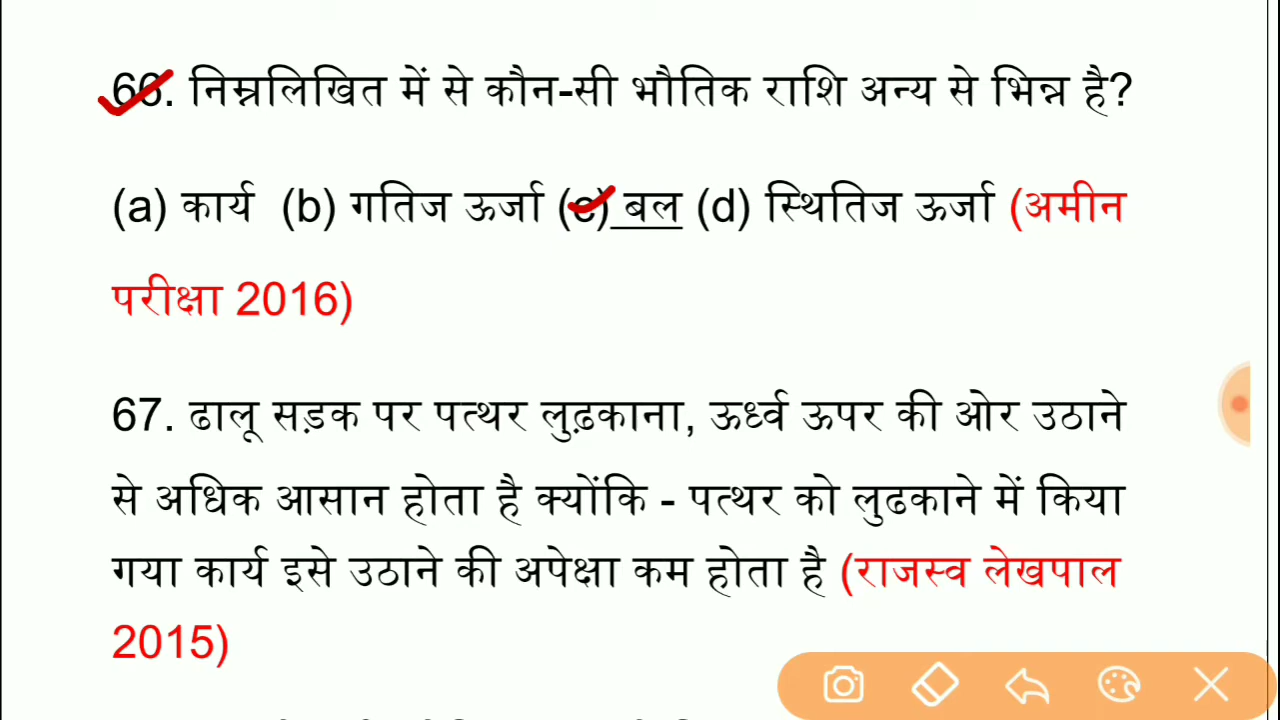 66. निम्नलिखित में से कौन-सी भौतिक राशि अन्य से भिन्न है?
(a) कार्य (b) गतिज ऊर्जा (c) बल (d) स्थितिज ऊर्जा (अमीन
परीक्षा 2016)
67. ढालू सड़क पर पत्थर लुढ़काना, ऊर्ध्व ऊपर की ओर उठाने
से अधिक आसान होता है क्योंकि - पत्थर को लुढकाने में किया
गया कार्य इसे उठाने की अपेक्षा कम होता है (राजस्व लेखपाल
2015)